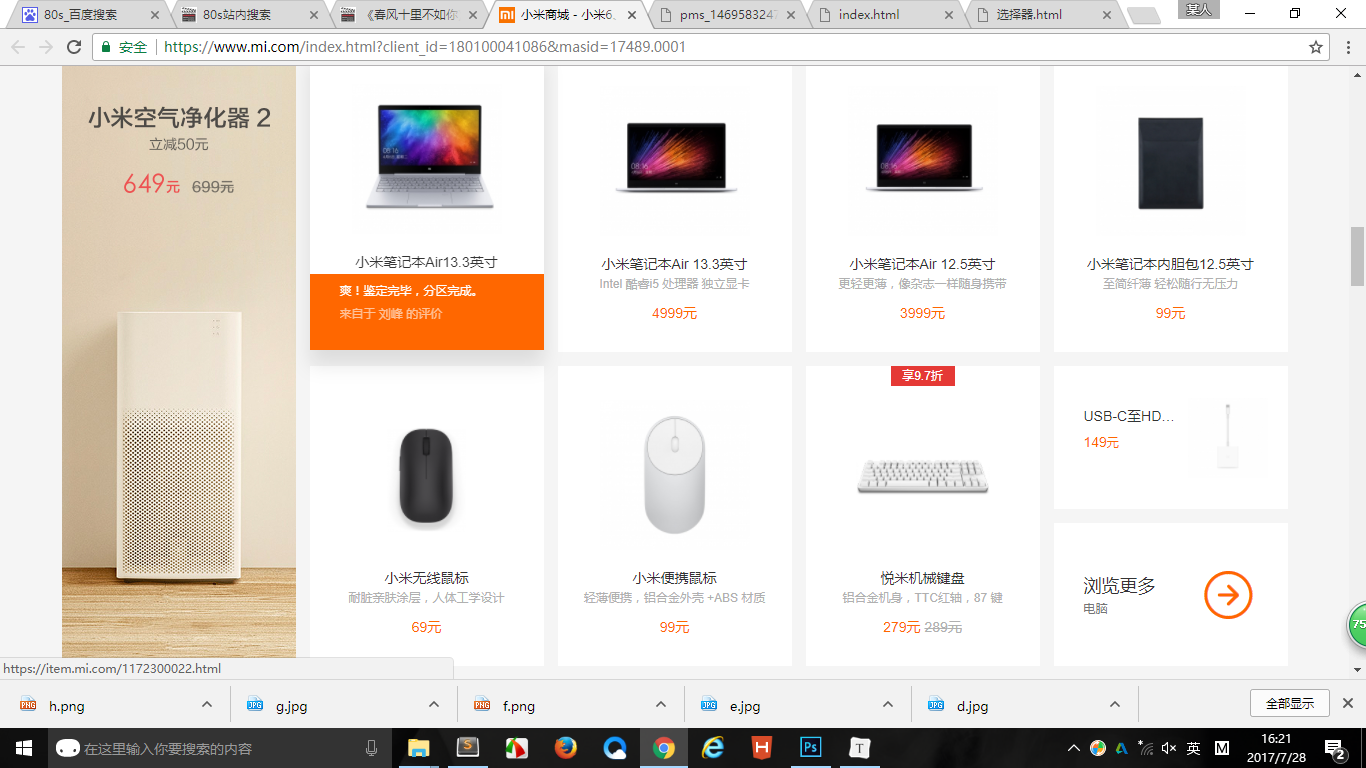 80s_百度搜索
80s站内搜索
《春风十里不如你
小米商城 - 小米6、
pms_1469583247
index.html
选择器.html
某人
安全
https://www.mi.com/index.html?client_id=180100041086&masid=17489.0001
小米空气净化器 2
立减50元
649元 699元
小米笔记本Air13.3英寸
爽！鉴定完毕，分区完成。
来自于 刘峰 的评价
小米笔记本Air 13.3英寸
Intel 酷睿i5 处理器 独立显卡
4999元
小米笔记本Air 12.5英寸
更轻更薄，像杂志一样随身携带
3999元
小米笔记本内胆包12.5英寸
至简纤薄 轻松随行无压力
99元
小米无线鼠标
耐脏亲肤涂层，人体工学设计
69元
小米便携鼠标
轻薄便携，铝合金外壳 +ABS 材质
99元
享9.7折
悦米机械键盘
铝合金机身，TTC红轴，87 键
279元 289元
USB-C至HD...
149元
浏览更多
电脑
75
https://item.mi.com/1172300022.html
h.png
g.jpg
f.png
e.jpg
d.jpg
全部显示
在这里输入你要搜索的内容
英
16:21
2017/7/28
2